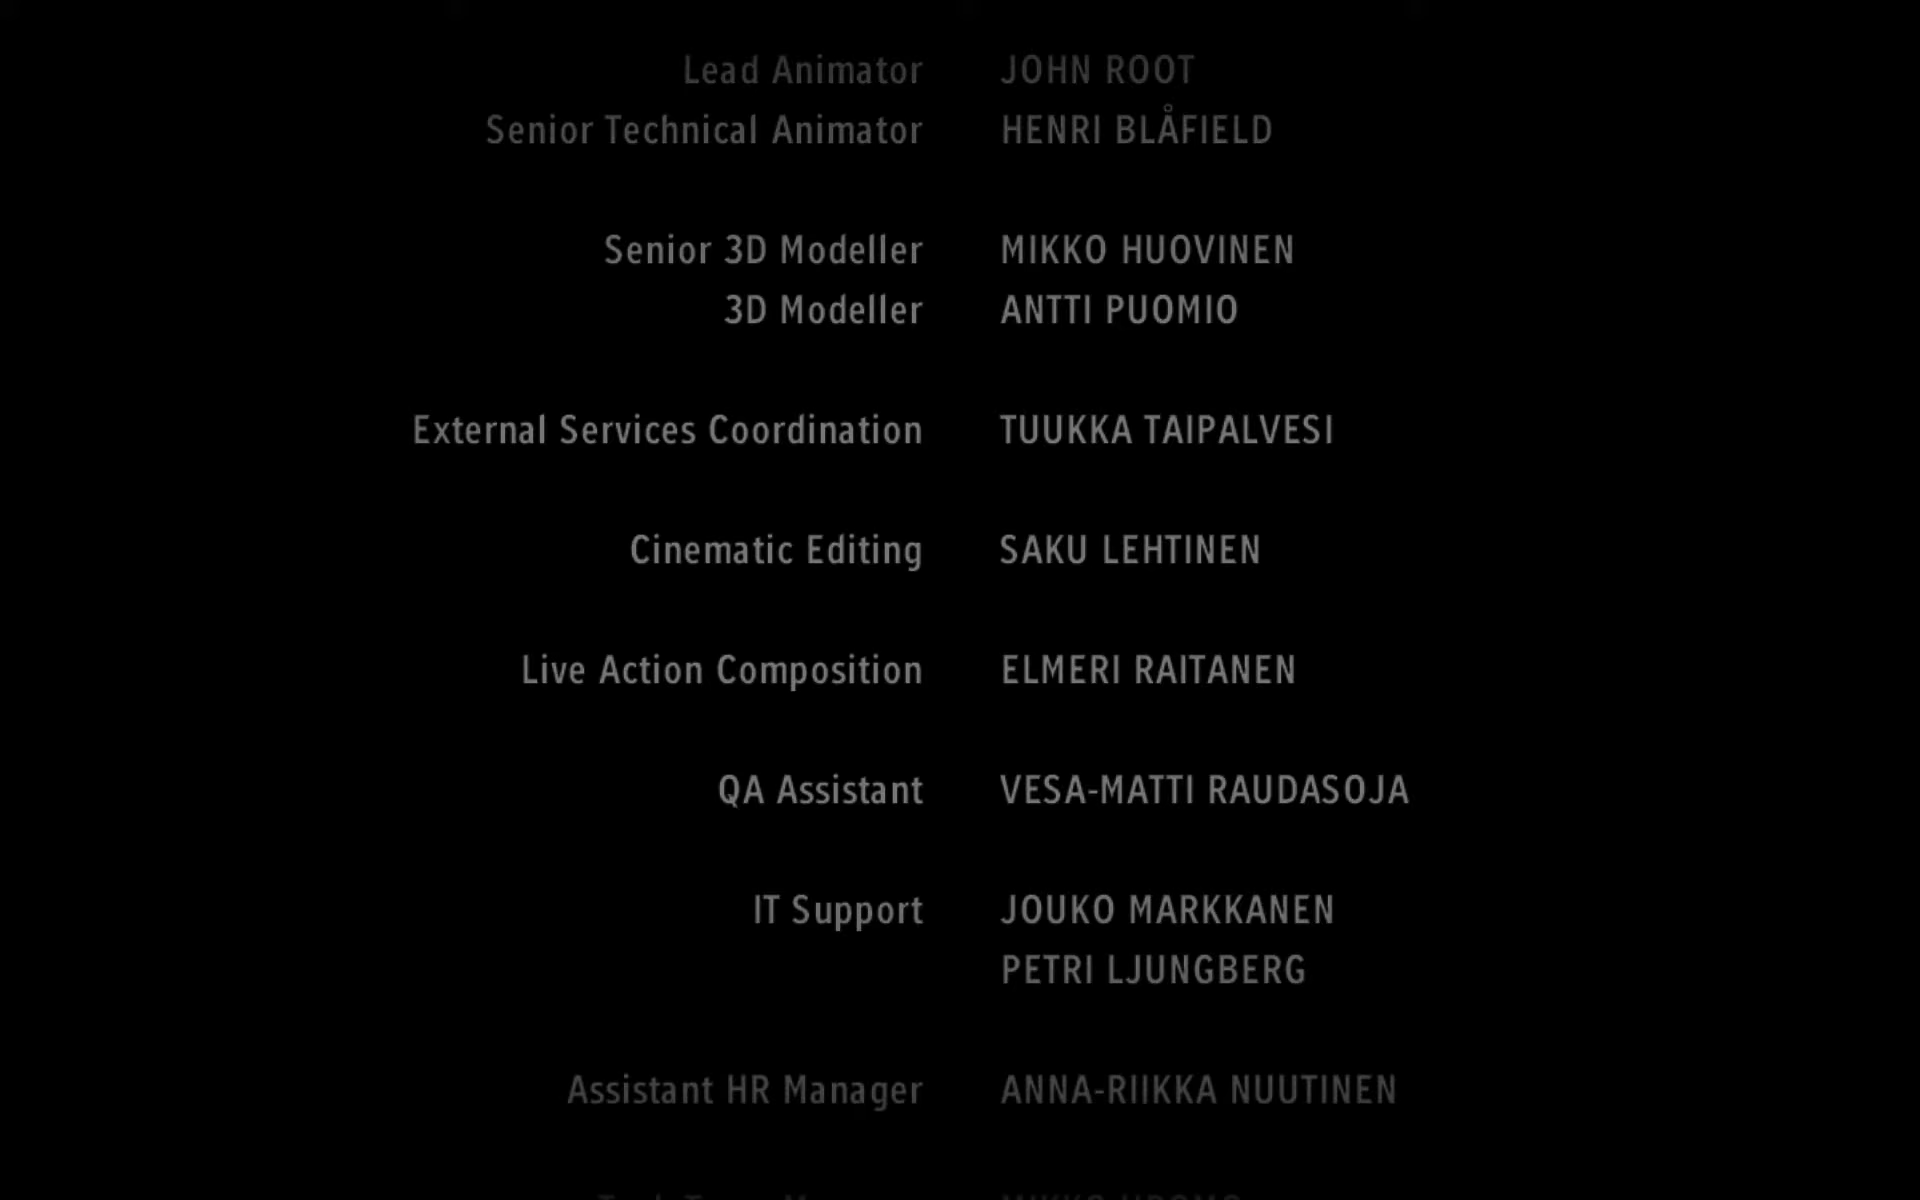 Lead Animator JOHN ROOT
Senior Technical Animator HENRI BLÅFIELD
Senior 3D Modeller MIKKO HUOVINEN
3D Modeller ANTTI PUOMIO
External Services Coordination TUUKKA TAIPALVESI
Cinematic Editing SAKU LEHTINEN
Live Action Composition ELMERI RAITANEN
QA Assistant VESA-MATTI RAUDASOJA
IT Support JOUKO MARKKANEN
PETRI LJUNGBERG
Assistant HR Manager ANNA-RIIKKA NUUTINEN